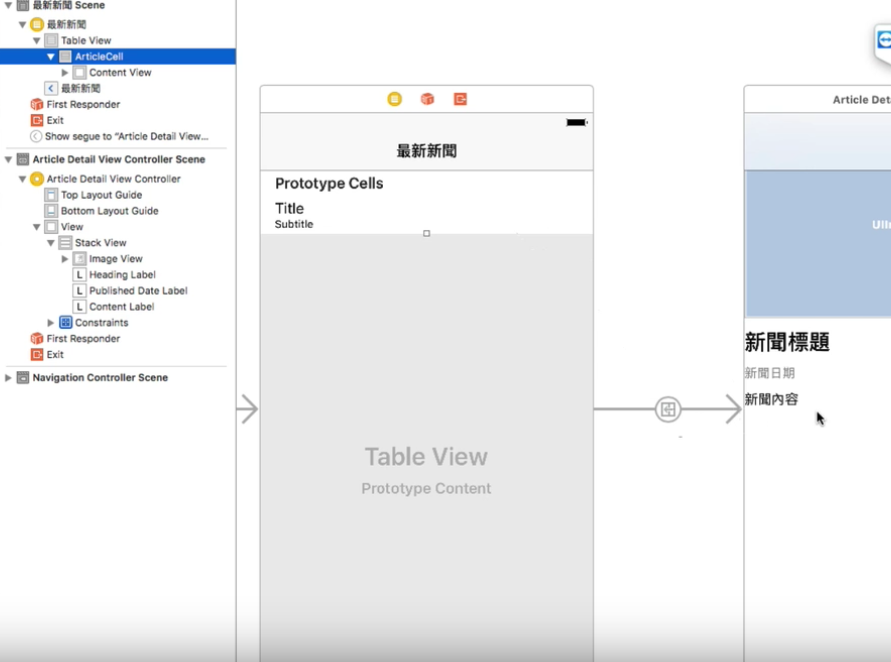 最新新聞 Scene
最新新聞
Table View
ArticleCell
Content View
最新新聞
First Responder
Exit
Show segue to "Article Detail View...
Article Detail View Controller Scene
Article Detail View Controller
Top Layout Guide
Bottom Layout Guide
View
Stack View
Image View
L Heading Label
L Published Date Label
L Content Label
Constraints
First Responder
Exit
Navigation Controller Scene
最新新聞
Prototype Cells
Title
Subtitle
Table View
Prototype Content
Article Det
UIIm
新聞標題
新聞日期
新聞內容